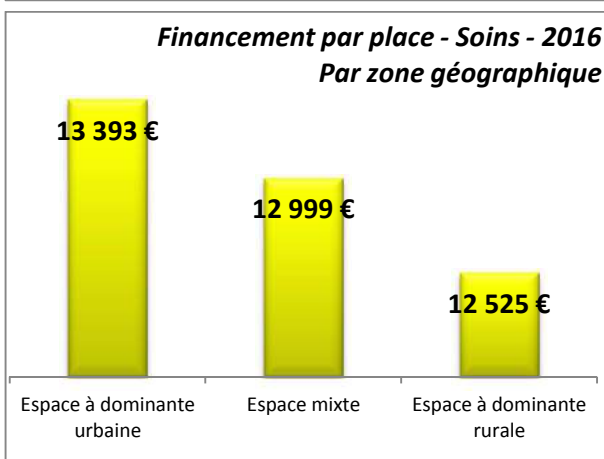 Financement par place - Soins - 2016
Par zone géographique
13 393 €
12 999 €
12 525 €
Espace à dominante
urbaine
Espace mixte
Espace à dominante
rurale